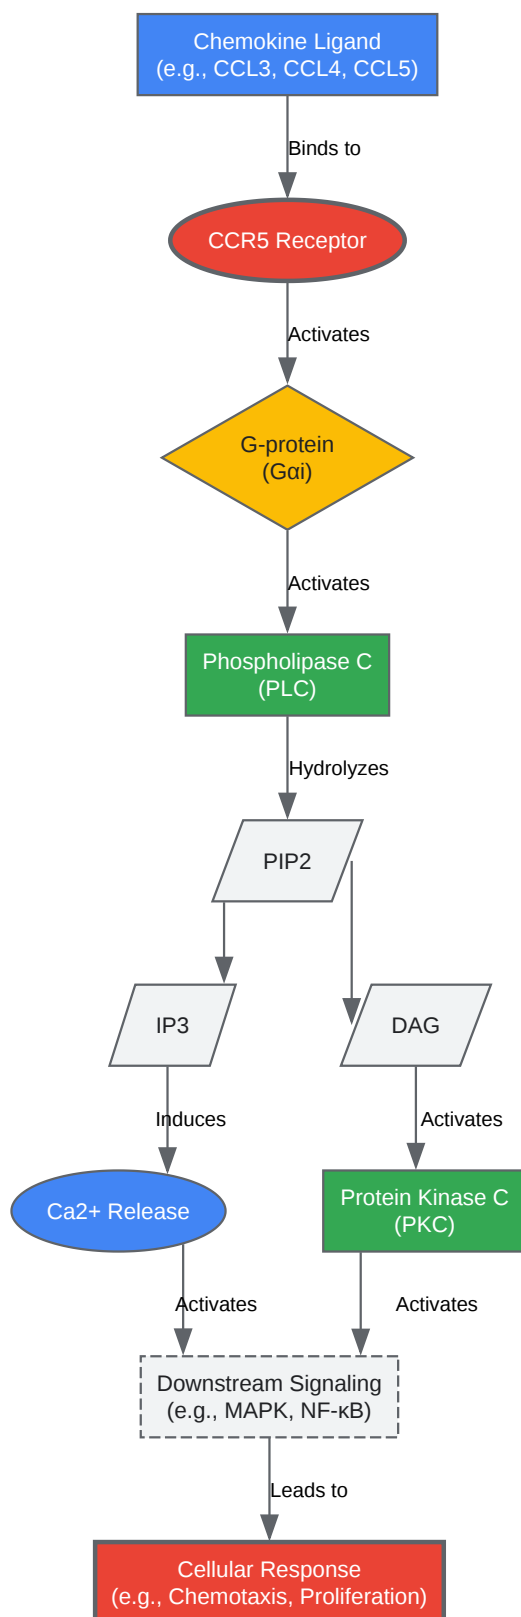 Chemokine Ligand
(e.g., CCL3, CCL4, CCL5)
Binds to
CCR5 Receptor
Activates
G-protein
(Gαi)
Activates
Phospholipase C
(PLC)
Hydrolyzes
PIP2
IP3
DAG
Induces
Activates
Ca2+ Release
Protein Kinase C
(PKC)
Activates
Activates
Downstream Signaling
(e.g., MAPK, NF-κB)
Leads to
Cellular Response
(e.g., Chemotaxis, Proliferation)